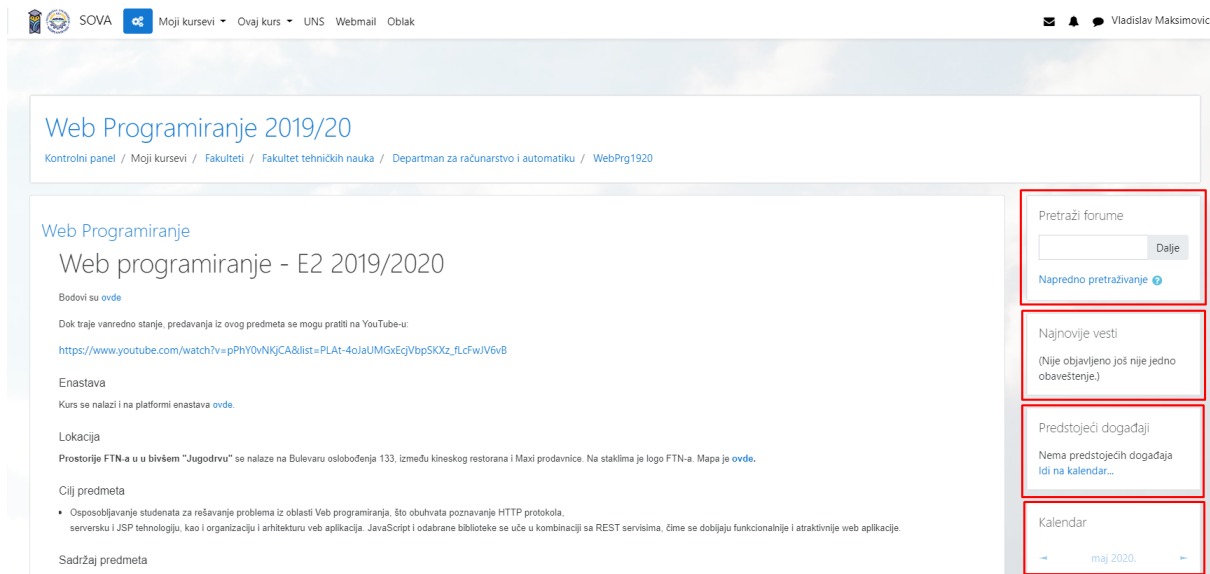 SOVA Moji kursevi Ovaj kurs UNS Webmail Oblak Vladislav Maksimovic
Web Programiranje 2019/20
Kontrolni panel / Moji kursevi / Fakulteti / Fakultet tehničkih nauka / Departman za računarstvo i automatiku / WebPrg1920
Web Programiranje
Web programiranje - E2 2019/2020
Bodovi su ovde
Dok traje vanredno stanje, predavanja iz ovog predmeta se mogu pratiti na YouTube-u:
https://www.youtube.com/watch?v=pPhY0vNKjCA&list=PLAt-4oJaUMGxEcjVbpSKXz_fLcFwJV6vB
Enastava
Kurs se nalazi i na platformi enastava ovde.
Lokacija
Prostorije FTN-a u u bivšem "Jugodrvu" se nalaze na Bulevaru oslobođenja 133, između kineskog restorana i Maxi prodavnice. Na staklima je logo FTN-a. Mapa je ovde.
Cilj predmeta
• Osposobljavanje studenata za rešavanje problema iz oblasti Veb programiranja, što obuhvata poznavanje HTTP protokola,
serversku i JSP tehnologiju, kao i organizaciju i arhitekturu veb aplikacija. JavaScript i odabrane biblioteke se uče u kombinaciji sa REST servisima, čime se dobijaju funkcionalnije i atraktivnije web aplikacije.
Sadržaj predmeta
Pretraži forume
Dalje
Napredno pretraživanje ?
Najnovije vesti
(Nije objavljeno još nije jedno
obaveštenje.)
Predstojeći događaji
Nema predstojećih događaja
Idi na kalendar...
Kalendar
◄ maj 2020. ►